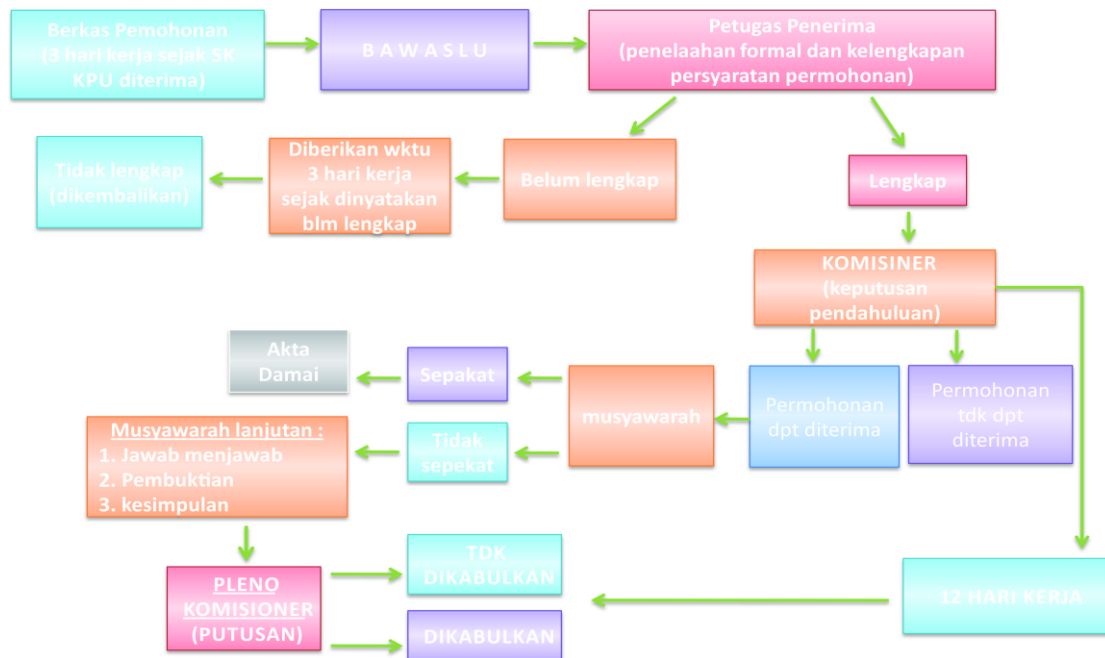 Berkas Pemohonan
(3 hari kerja sejak SK
KPU diterima)
B A W A S L U
Petugas Penerima
(penelaahan formal dan kelengkapan
persyaratan permohonan)
Tidak lengkap
(dikembalikan)
Diberikan wktu
3 hari kerja
sejak dinyatakan
blm lengkap
Belum lengkap
Lengkap
KOMISINER
(keputusan
pendahuluan)
Akta
Damai
Sepakat
musyawarah
Permohonan
dpt diterima
Permohonan
tdk dpt
diterima
Musyawarah lanjutan :
1. Jawab menjawab
2. Pembuktian
3. kesimpulan
Tidak
sepekat
PLENO
KOMISIONER
(PUTUSAN)
TDK
DIKABULKAN
DIKABULKAN
12 HARI KERJA